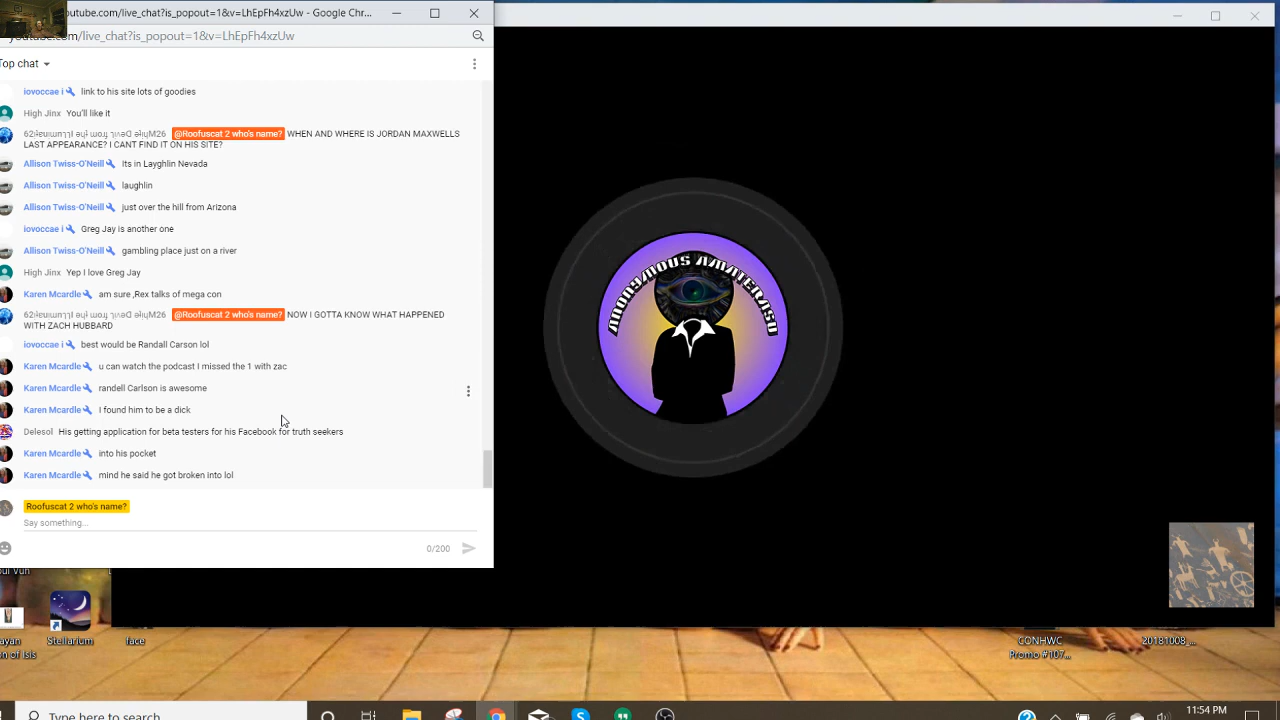 youtube.com/live_chat?is_popout=1&v=LhEpFh4xzUw - Google Chr...
youtube.com/live_chat?is_popout=1&v=LhEpFh4xzUw
Top chat
iovoccae i link to his site lots of goodies
High Jinx You'll like it
@Roofuscat 2 who's name? WHEN AND WHERE IS JORDAN MAXWELLS
LAST APPEARANCE? I CANT FIND IT ON HIS SITE?
Allison Twiss-O'Neill Its in Layghlin Nevada
Allison Twiss-O'Neill laughlin
Allison Twiss-O'Neill just over the hill from Arizona
iovoccae i Greg Jay is another one
Allison Twiss-O'Neill gambling place just on a river
High Jinx Yep I love Greg Jay
Karen Mcardle am sure ,Rex talks of mega con
@Roofuscat 2 who's name? NOW I GOTTA KNOW WHAT HAPPENED
WITH ZACH HUBBARD
iovoccae i best would be Randall Carson lol
Karen Mcardle u can watch the podcast I missed the 1 with zac
Karen Mcardle randell Carlson is awesome
Karen Mcardle I found him to be a dick
Delesol His getting application for beta testers for his Facebook for truth seekers
Karen Mcardle into his pocket
Karen Mcardle mind he said he got broken into lol
Roofuscat 2 who's name?
Say something...
0/200
ANONYMOUS AMATERASU
Stellarium
face
on of Isis
CONHWC
Promo #107...
20181008_...
Type here to search
11:54 PM